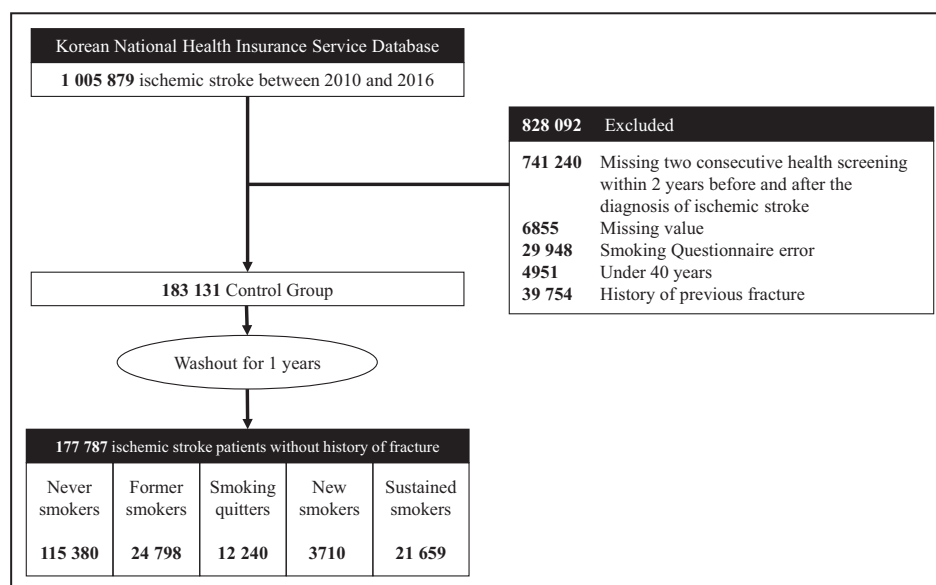 Korean National Health Insurance Service Database
1 005 879 ischemic stroke between 2010 and 2016
828 092 Excluded
741 240 Missing two consecutive health screening
within 2 years before and after the
diagnosis of ischemic stroke
6855 Missing value
29 948 Smoking Questionnaire error
4951 Under 40 years
39 754 History of previous fracture
183 131 Control Group
Washout for 1 years
177 787 ischemic stroke patients without history of fracture
Never
smokers
115 380
Former
smokers
24 798
Smoking
quitters
12 240
New
smokers
3710
Sustained
smokers
21 659